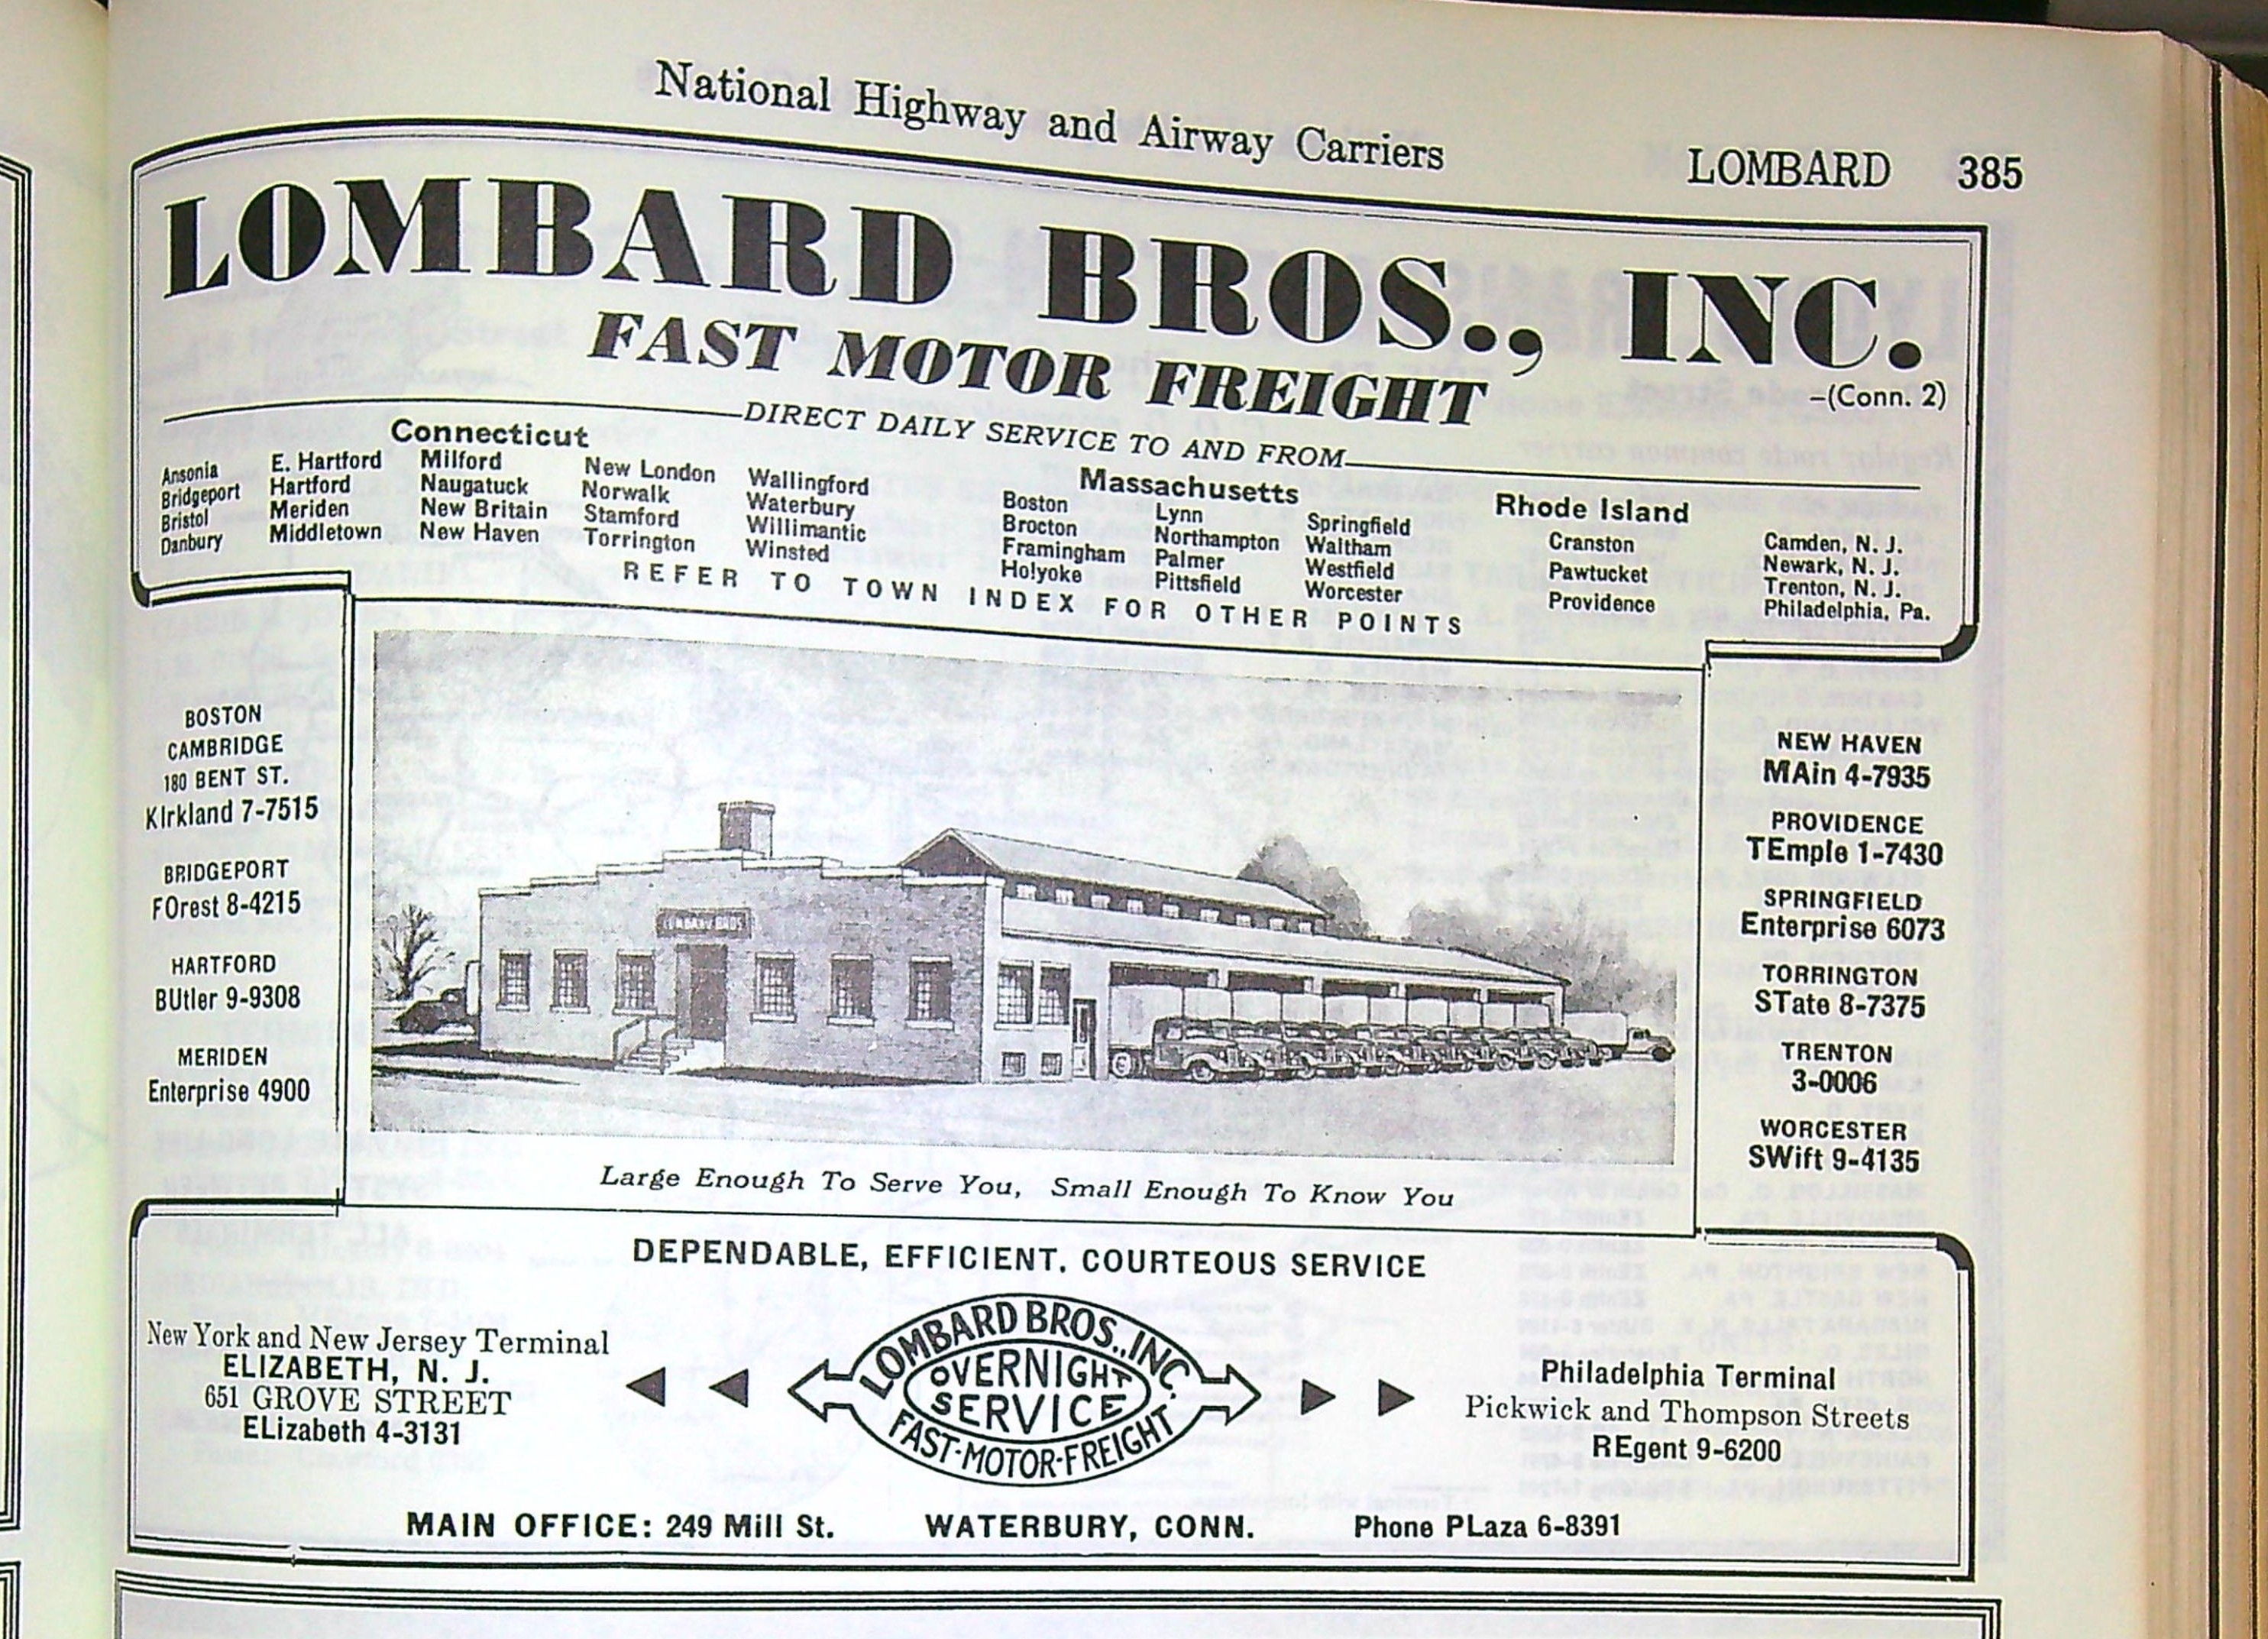 National Highway and Airway Carriers
LOMBARD 385
LOMBARD BROS., INC.
FAST MOTOR FREIGHT
-(Conn. 2)
DIRECT DAILY SERVICE TO AND FROM
Connecticut
Ansonia E. Hartford Milford New London Wallingford
Bridgeport Hartford Naugatuck Norwalk Waterbury
Bristol Meriden New Britain Stamford Willimantic
Danbury Middletown New Haven Torrington Winsted
Massachusetts
Boston Lynn Springfield
Brocton Northampton Waltham
Framingham Palmer Westfield
Holyoke Pittsfield Worcester
Rhode Island
Cranston
Pawtucket
Providence
Camden, N. J.
Newark, N. J.
Trenton, N. J.
Philadelphia, Pa.
REFER TO TOWN INDEX FOR OTHER POINTS
BOSTON
CAMBRIDGE
180 BENT ST.
KIrkland 7-7515
BRIDGEPORT
FOrest 8-4215
HARTFORD
BUtler 9-9308
MERIDEN
Enterprise 4900
LOMBARD BROS.
NEW HAVEN
MAin 4-7935
PROVIDENCE
TEmple 1-7430
SPRINGFIELD
Enterprise 6073
TORRINGTON
STate 8-7375
TRENTON
3-0006
WORCESTER
SWift 9-4135
Large Enough To Serve You, Small Enough To Know You
DEPENDABLE, EFFICIENT. COURTEOUS SERVICE
New York and New Jersey Terminal
ELIZABETH, N. J.
651 GROVE STREET
ELizabeth 4-3131
LOMBARD BROS., INC
OVERNIGHT
SERVICE
FAST-MOTOR-FREIGHT
Philadelphia Terminal
Pickwick and Thompson Streets
REgent 9-6200
MAIN OFFICE: 249 Mill St. WATERBURY, CONN. Phone PLaza 6-8391